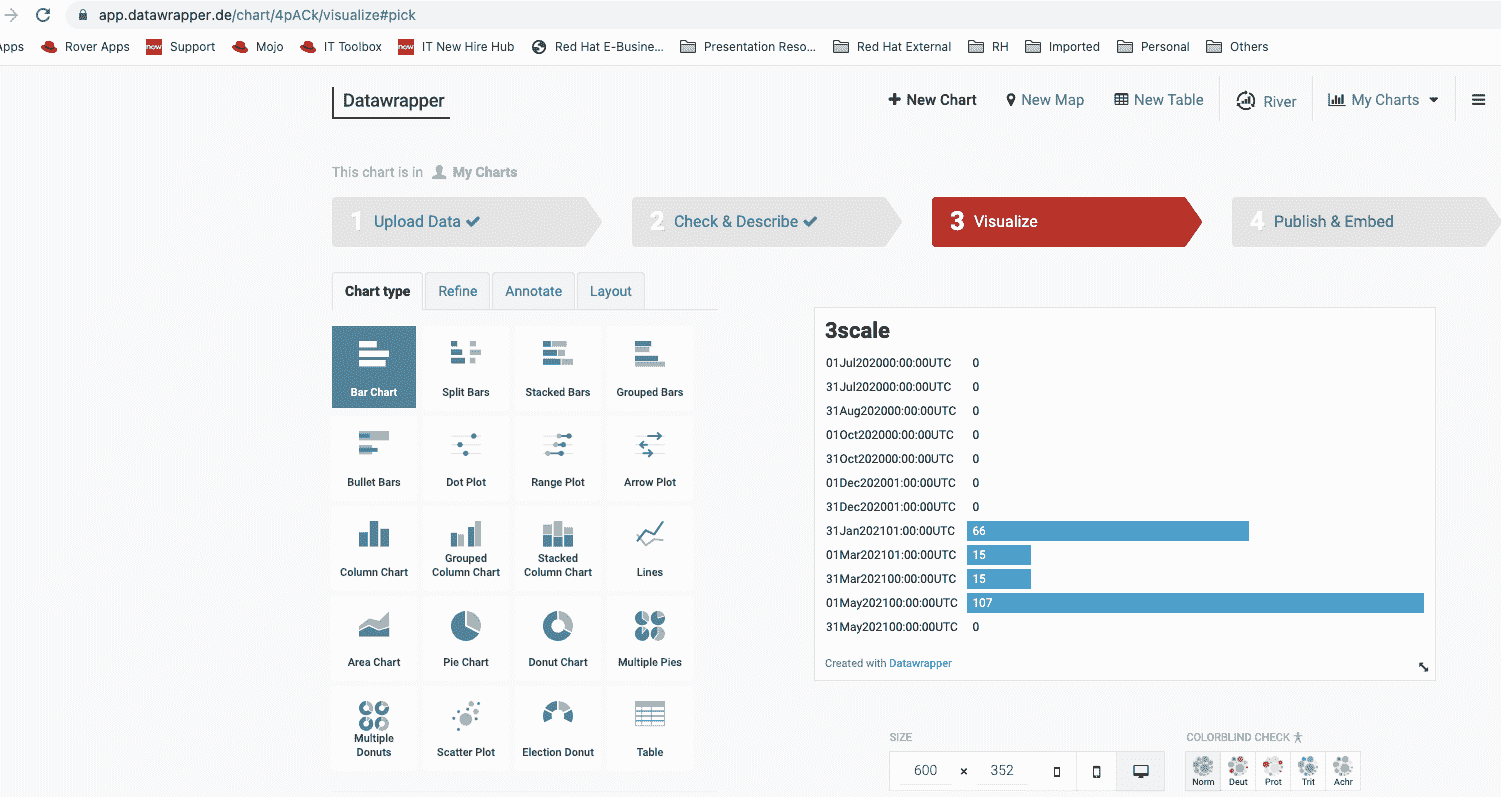 app.datawrapper.de/chart/4pACk/visualize#pick
pps Rover Apps now Support Mojo IT Toolbox now IT New Hire Hub Red Hat E-Busine... Presentation Reso... Red Hat External RH Imported Personal Others
Datawrapper
+ New Chart New Map New Table River My Charts
This chart is in My Charts
1 Upload Data ✔ 2 Check & Describe ✔ 3 Visualize 4 Publish & Embed
Chart type Refine Annotate Layout
Bar Chart Split Bars Stacked Bars Grouped Bars
Bullet Bars Dot Plot Range Plot Arrow Plot
Column Chart Grouped Column Chart Stacked Column Chart Lines
Area Chart Pie Chart Donut Chart Multiple Pies
Multiple Donuts Scatter Plot Election Donut Table
3scale
01Jul202000:00:00UTC 0
31Jul202000:00:00UTC 0
31Aug202000:00:00UTC 0
01Oct202000:00:00UTC 0
31Oct202000:00:00UTC 0
01Dec202001:00:00UTC 0
31Dec202001:00:00UTC 0
31Jan202101:00:00UTC 66
01Mar202101:00:00UTC 15
31Mar202100:00:00UTC 15
01May202100:00:00UTC 107
31May202100:00:00UTC 0
Created with Datawrapper
SIZE COLORBLIND CHECK
600 × 352
Norm Deut Prot Trit Achr